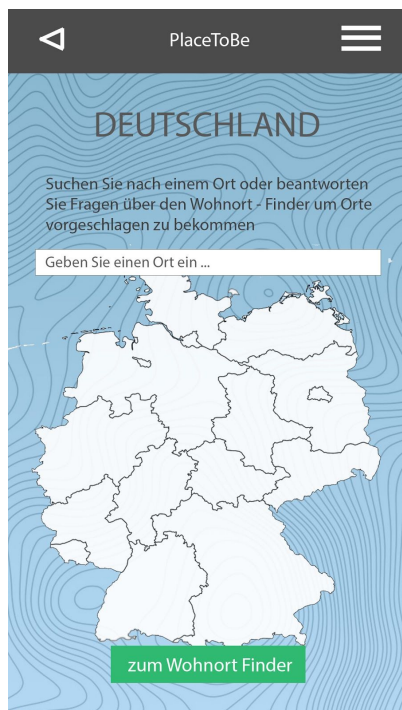 PlaceToBe
DEUTSCHLAND
Suchen Sie nach einem Ort oder beantworten
Sie Fragen über den Wohnort - Finder um Orte
vorgeschlagen zu bekommen
Geben Sie einen Ort ein ...
zum Wohnort Finder